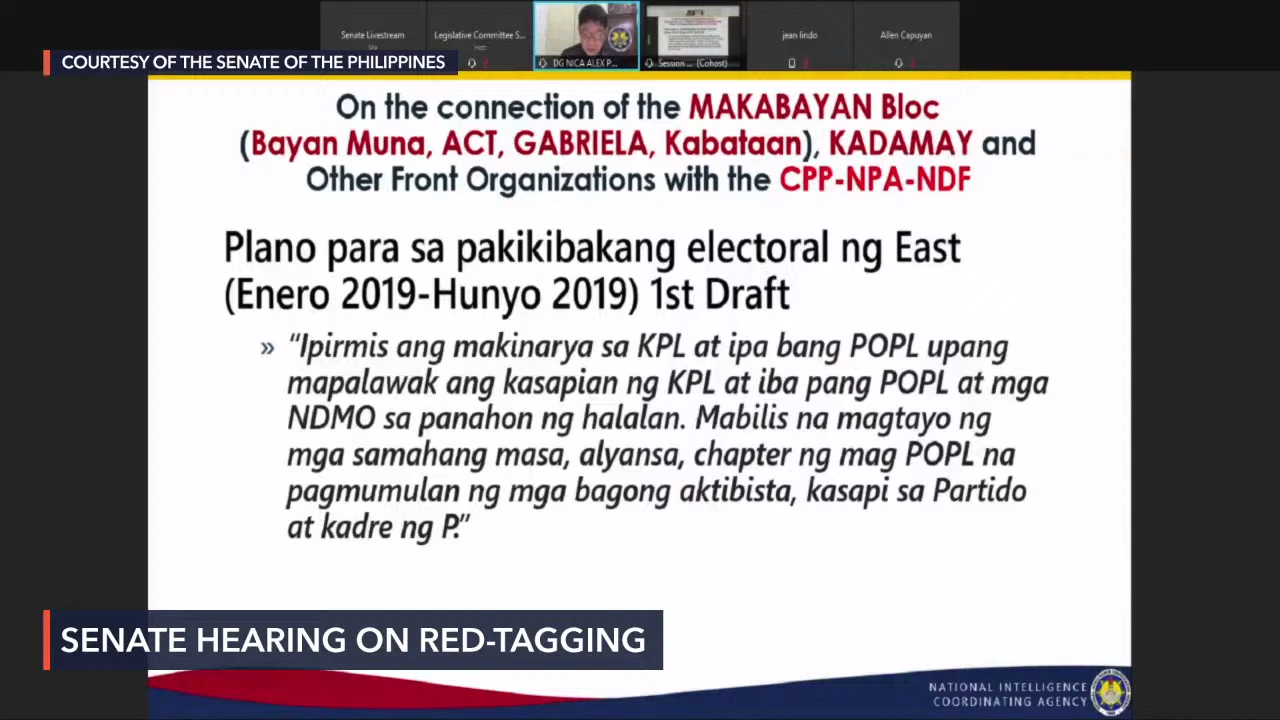 Senate Livestream
Legislative Committee S...
Host
DG NICA ALEX P...
Session ... (Cohost)
jean lindo
Allen Capuyan
COURTESY OF THE SENATE OF THE PHILIPPINES
On the connection of the MAKABAYAN Bloc
(Bayan Muna, ACT, GABRIELA, Kabataan), KADAMAY and
Other Front Organizations with the CPP-NPA-NDF
Plano para sa pakikibakang electoral ng East
(Enero 2019-Hunyo 2019) 1st Draft
» “Ipirmis ang makinarya sa KPL at ipa bang POPL upang
mapalawak ang kasapian ng KPL at iba pang POPL at mga
NDMO sa panahon ng halalan. Mabilis na magtayo ng
mga samahang masa, alyansa, chapter ng mag POPL na
pagmumulan ng mga bagong aktibista, kasapi sa Partido
at kadre ng P.”
SENATE HEARING ON RED-TAGGING
NATIONAL INTELLIGENCE
COORDINATING AGENCY